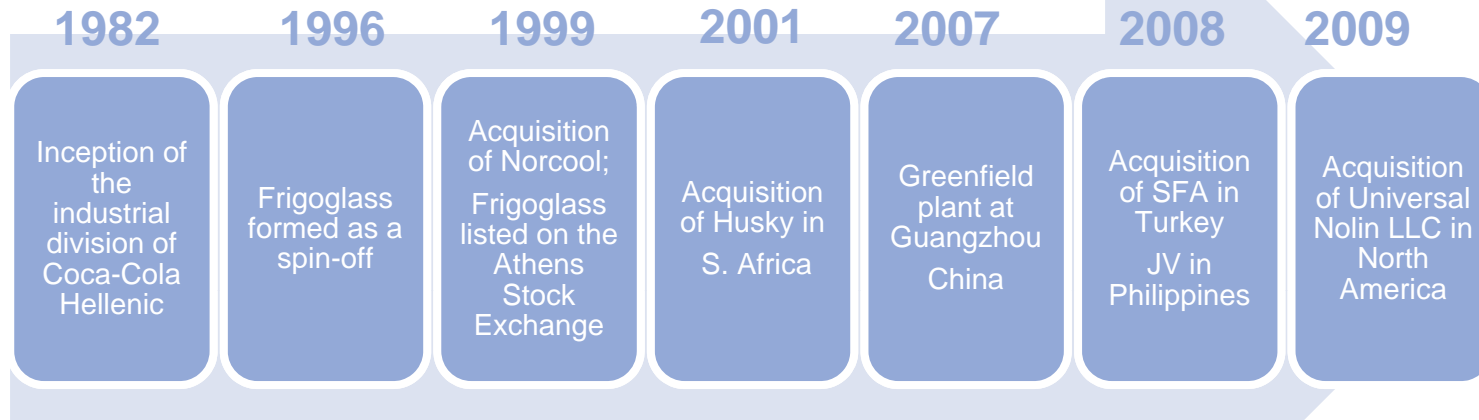 1982
Inception of
the
industrial
division of
Coca-Cola
Hellenic
1996
Frigoglass
formed as a
spin-off
1999
Acquisition
of Norcool;
Frigoglass
listed on the
Athens
Stock
Exchange
2001
Acquisition
of Husky in
S. Africa
2007
Greenfield
plant at
Guangzhou
China
2008
Acquisition
of SFA in
Turkey
JV in
Philippines
2009
Acquisition
of Universal
Nolin LLC in
North
America